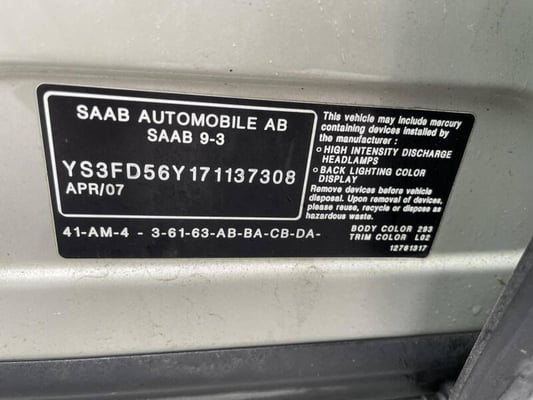 SAAB AUTOMOBILE AB
SAAB 9-3
YS3FD56Y171137308
APR/07
This vehicle may include mercury
containing devices installed by
the manufacturer :
○ HIGH INTENSITY DISCHARGE
HEADLAMPS
○ BACK LIGHTING COLOR
DISPLAY
Remove devices before vehicle
disposal. Upon removal of devices,
please reuse, recycle or dispose as
hazardous waste.
41-AM-4 - 3-61-63-AB-BA-CB-DA-
BODY COLOR 293
TRIM COLOR L02
12761317